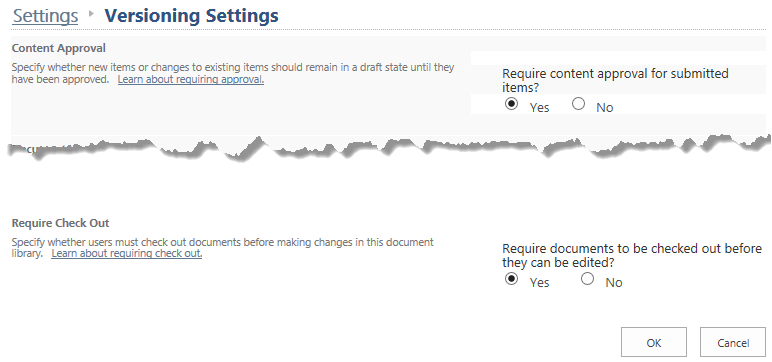 Settings ▸ Versioning Settings
Content Approval
Specify whether new items or changes to existing items should remain in a draft state until they
have been approved. Learn about requiring approval.
Require content approval for submitted
items?
Yes No
Require Check Out
Specify whether users must check out documents before making changes in this document
library. Learn about requiring check out.
Require documents to be checked out before
they can be edited?
Yes No
OK Cancel